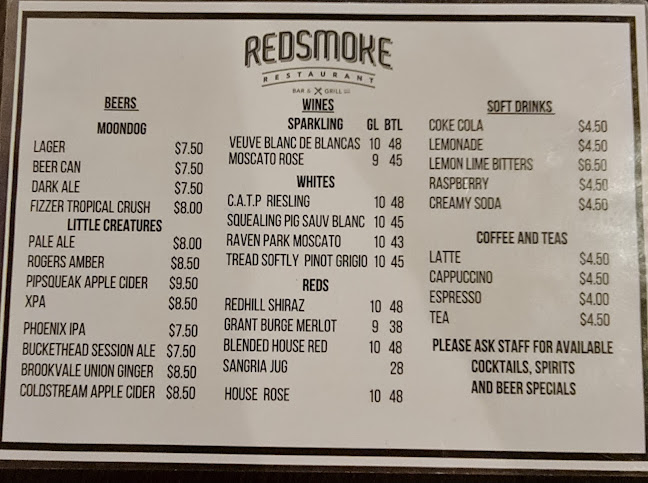 REDSMOKE
RESTAURANT
BAR & GRILL
BEERS
MOONDOG
LAGER $7.50
BEER CAN $7.50
DARK ALE $7.50
FIZZER TROPICAL CRUSH $8.00
LITTLE CREATURES
PALE ALE $8.00
ROGERS AMBER $8.50
PIPSQUEAK APPLE CIDER $9.50
XPA $8.50
PHOENIX IPA $7.50
BUCKETHEAD SESSION ALE $7.50
BROOKVALE UNION GINGER $8.50
COLDSTREAM APPLE CIDER $8.50
WINES
SPARKLING GL BTL
VEUVE BLANC DE BLANCAS 10 48
MOSCATO ROSE 9 45
WHITES
C.A.T.P RIESLING 10 48
SQUEALING PIG SAUV BLANC 10 45
RAVEN PARK MOSCATO 10 43
TREAD SOFTLY PINOT GRIGIO 10 45
REDS
REDHILL SHIRAZ 10 48
GRANT BURGE MERLOT 9 38
BLENDED HOUSE RED 10 48
SANGRIA JUG 28
HOUSE ROSE 10 48
SOFT DRINKS
COKE COLA $4.50
LEMONADE $4.50
LEMON LIME BITTERS $6.50
RASPBERRY $4.50
CREAMY SODA $4.50
COFFEE AND TEAS
LATTE $4.50
CAPPUCCINO $4.50
ESPRESSO $4.00
TEA $4.50
PLEASE ASK STAFF FOR AVAILABLE
COCKTAILS, SPIRITS
AND BEER SPECIALS